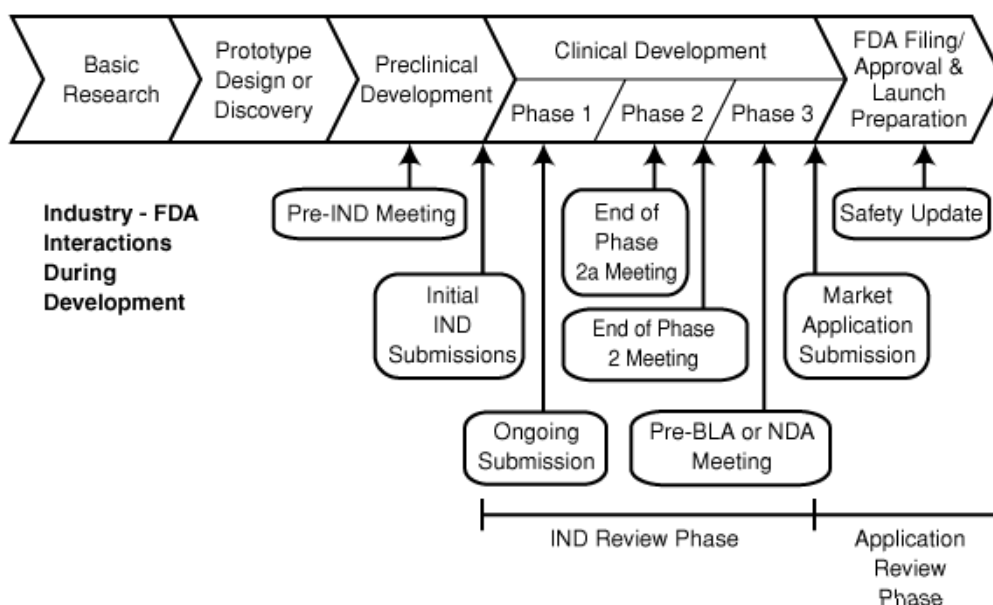 Basic
Research
Prototype
Design or
Discovery
Preclinical
Development
Clinical Development
Phase 1
Phase 2
Phase 3
FDA Filing/
Approval &
Launch
Preparation
Industry - FDA
Interactions
During
Development
Pre-IND Meeting
Initial
IND
Submissions
Ongoing
Submission
End of
Phase
2a Meeting
End of Phase
2 Meeting
Pre-BLA or NDA
Meeting
Market
Application
Submission
Safety Update
IND Review Phase
Application
Review
Phase